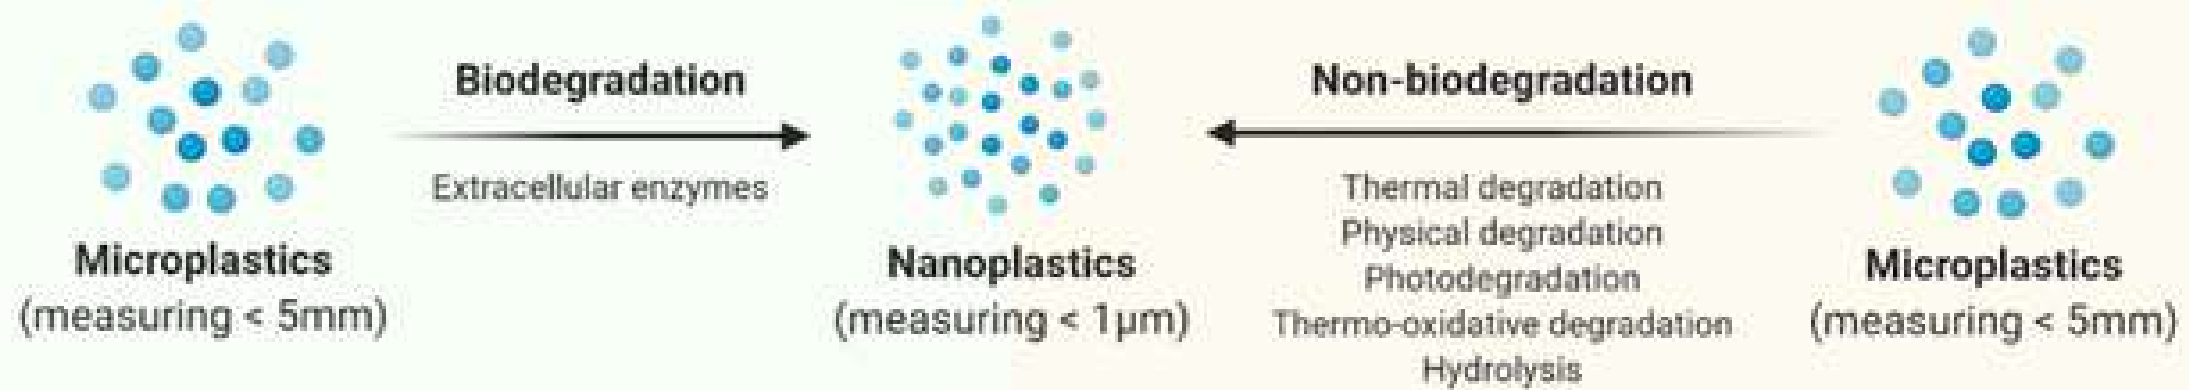 Biodegradation
Extracellular enzymes
Microplastics
(measuring < 5mm)
Nanoplastics
(measuring < 1µm)
Non-biodegradation
Thermal degradation
Physical degradation
Photodegradation
Thermo-oxidative degradation
Hydrolysis
Microplastics
(measuring < 5mm)